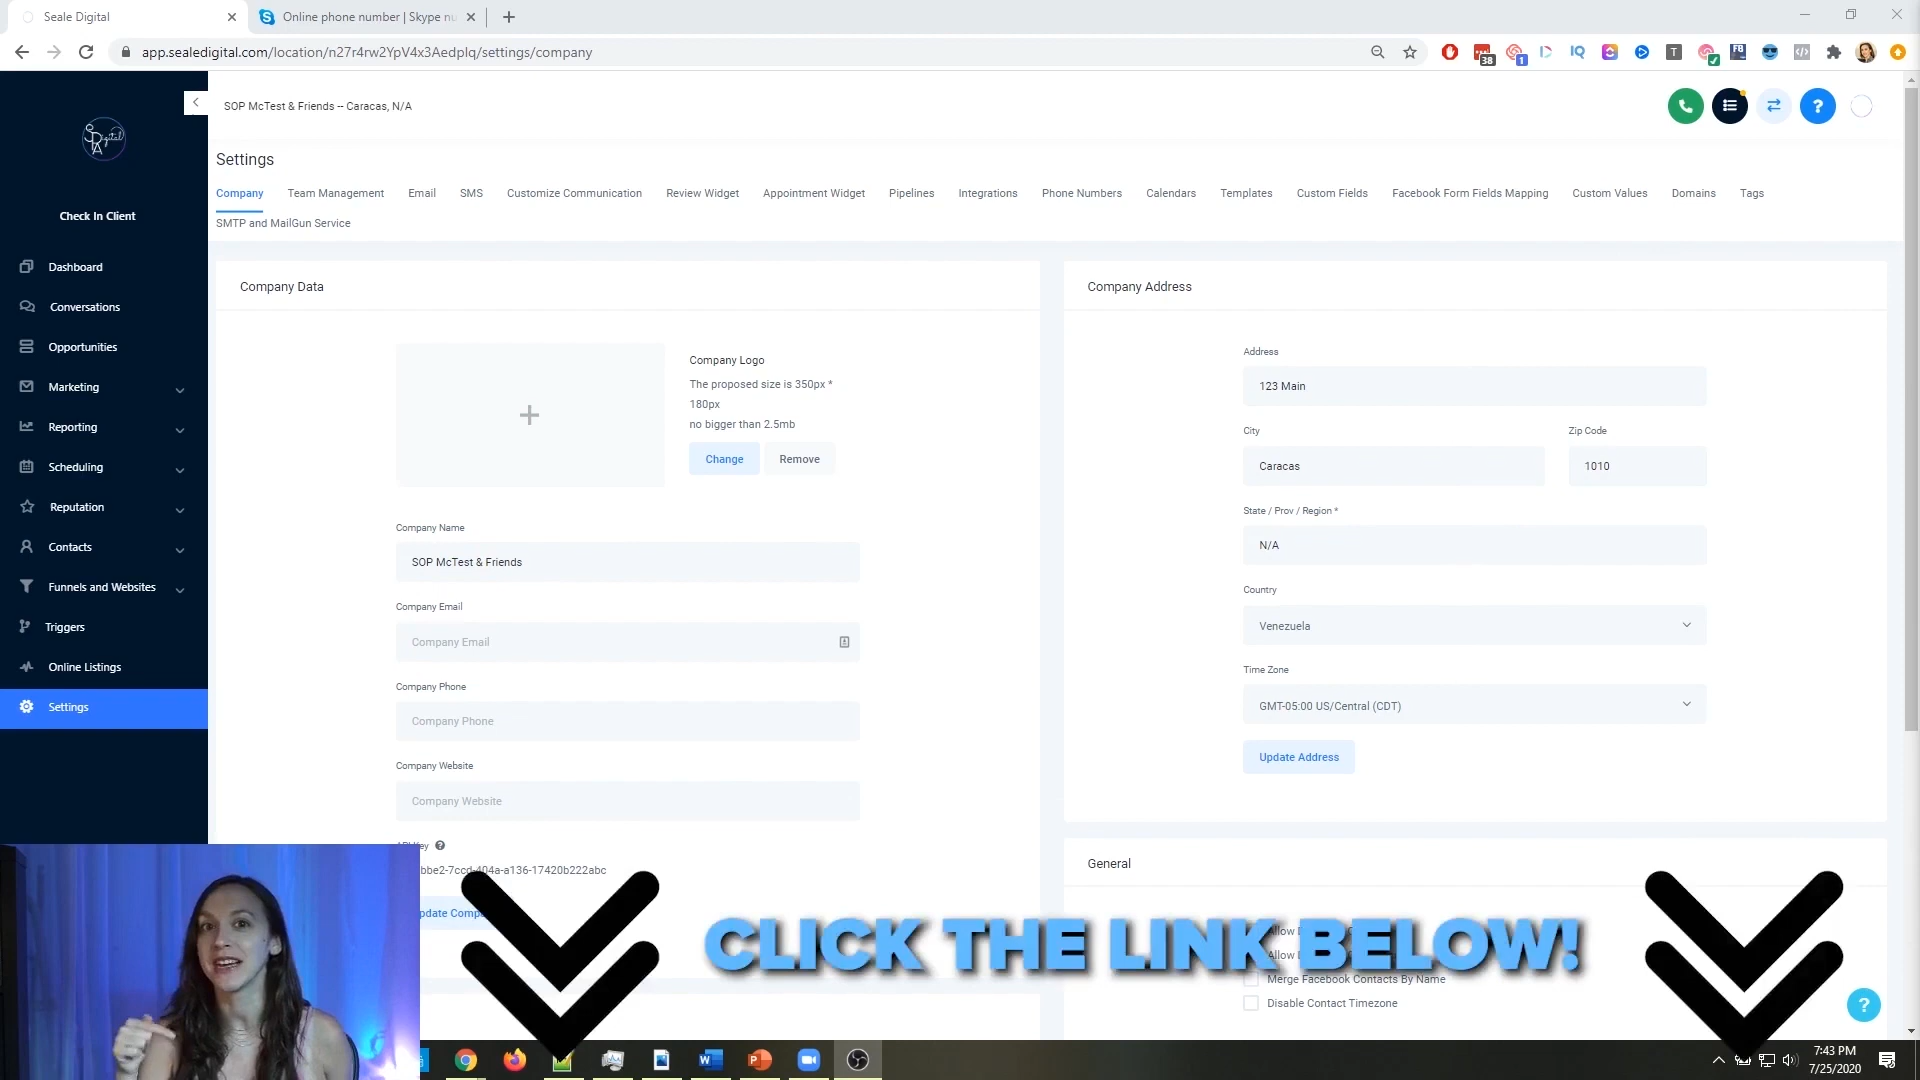 Seale Digital
Online phone number | Skype nu
app.sealedigital.com/location/n27r4rw2YpV4x3Aedplq/settings/company
SOP McTest & Friends -- Caracas, N/A
Settings
Company Team Management Email SMS Customize Communication Review Widget Appointment Widget Pipelines Integrations Phone Numbers Calendars Templates Custom Fields Facebook Form Fields Mapping Custom Values Domains Tags
SMTP and MailGun Service
Check In Client
Dashboard
Conversations
Opportunities
Marketing
Reporting
Scheduling
Reputation
Contacts
Funnels and Websites
Triggers
Online Listings
Settings
Company Data
Company Logo
The proposed size is 350px *
180px
no bigger than 2.5mb
Change Remove
Company Name
SOP McTest & Friends
Company Email
Company Email
Company Phone
Company Phone
Company Website
Company Website
bbe2-7ccd-404a-a136-17420b222abc
Company Address
Address
123 Main
City Zip Code
Caracas 1010
State / Prov / Region *
N/A
Country
Venezuela
Time Zone
GMT-05:00 US/Central (CDT)
Update Address
General
CLICK THE LINK BELOW!
Merge Facebook Contacts By Name
Disable Contact Timezone
7:43 PM
7/25/2020